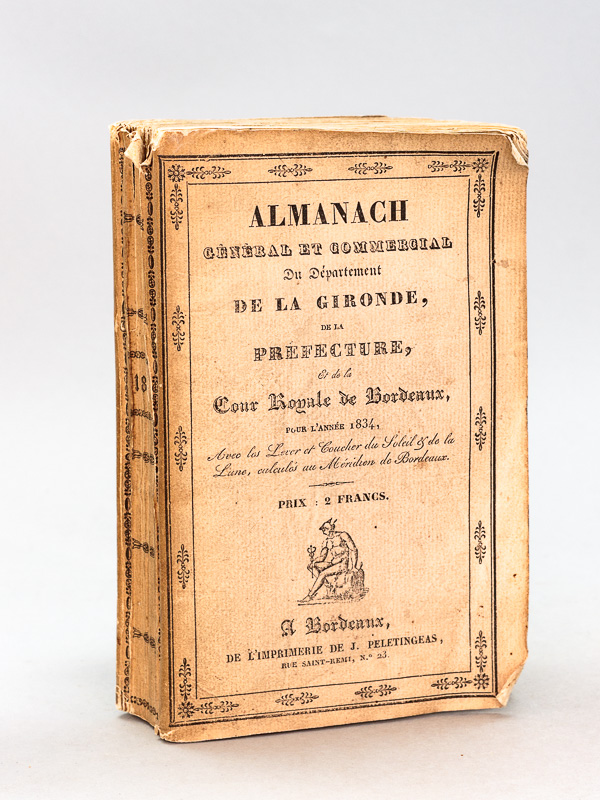 ALMANACH
GÉNÉRAL ET COMMERCIAL
Du Département
DE LA GIRONDE,
DE LA
PRÉFECTURE,
Et de la
Cour Royale de Bordeaux,
POUR L'ANNÉE 1834,
Avec les Lever et Coucher du Soleil & de la
Lune, calculés au Méridien de Bordeaux.
PRIX : 2 FRANCS.
A Bordeaux,
DE L'IMPRIMERIE DE J. PELETINGEAS,
RUE SAINT-REMI, N.º 23.
18